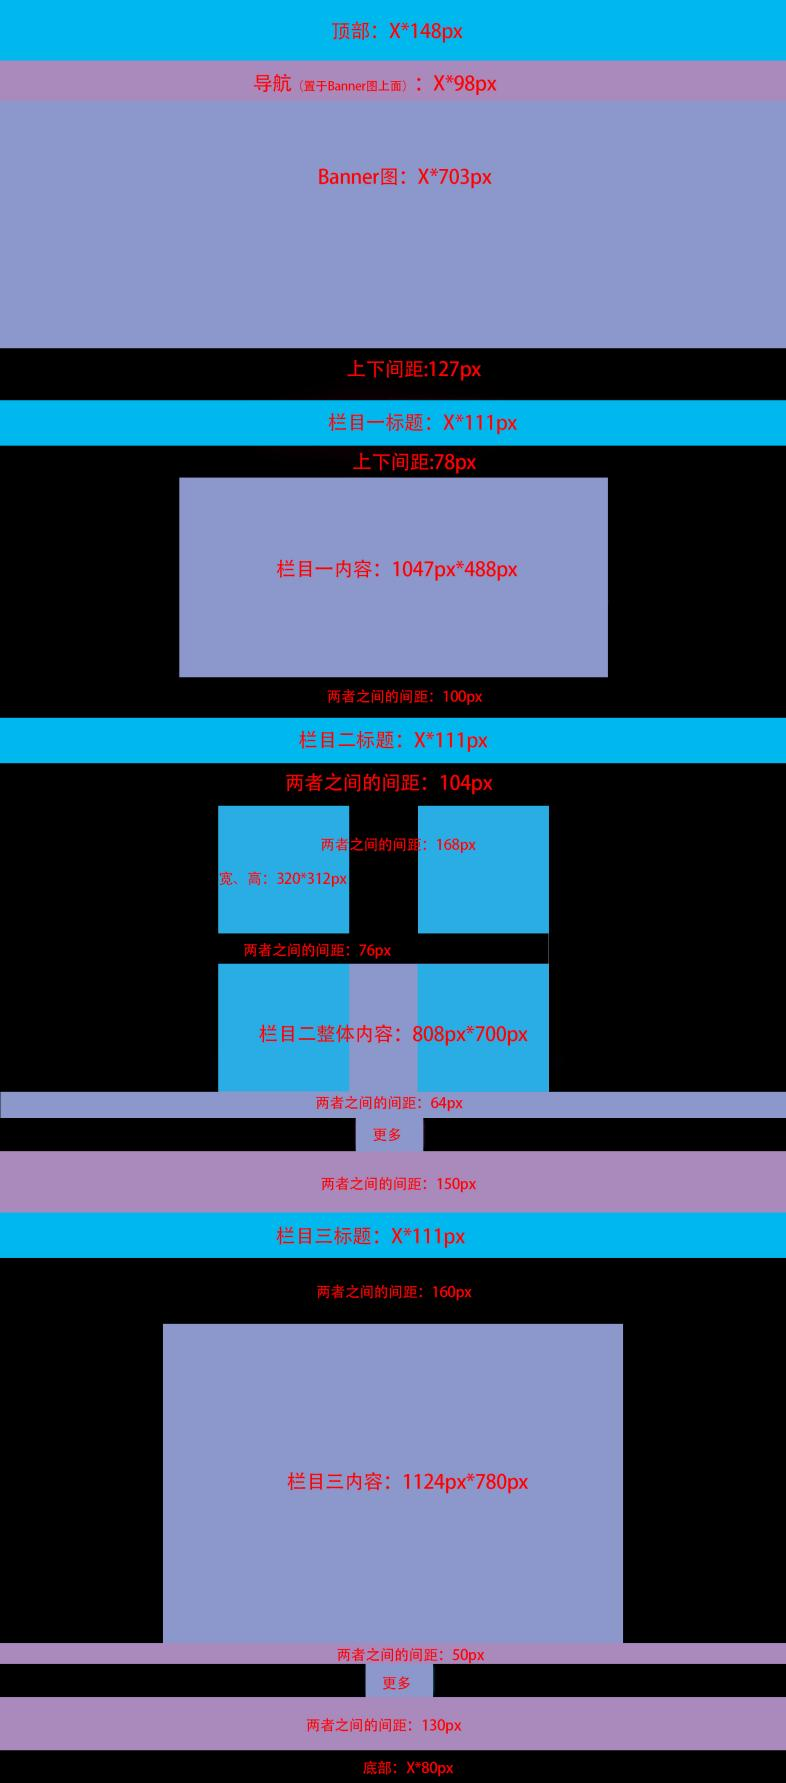 顶部：X*148px
导航（置于Banner图上面）：X*98px
Banner图：X*703px
上下间距:127px
栏目一标题：X*111px
上下间距:78px
栏目一内容：1047px*488px
两者之间的间距：100px
栏目二标题：X*111px
两者之间的间距：104px
两者之间的间距：168px
宽、高：320*312px
两者之间的间距：76px
栏目二整体内容：808px*700px
两者之间的间距：64px
更多
两者之间的间距：150px
栏目三标题：X*111px
两者之间的间距：160px
栏目三内容：1124px*780px
两者之间的间距：50px
更多
两者之间的间距：130px
底部：X*80px